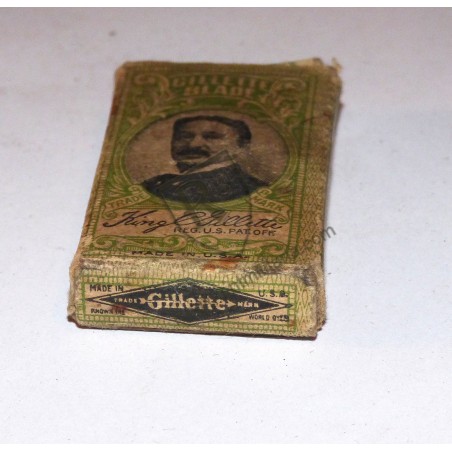 GILLETTE
BLADE
TRADE MARK
King C Gillette
REG. U.S. PAT. OFF.
MADE IN U.S.A.
MADE IN U.S.A.
TRADE Gillette MARK
KNOWN THE WORLD OVER